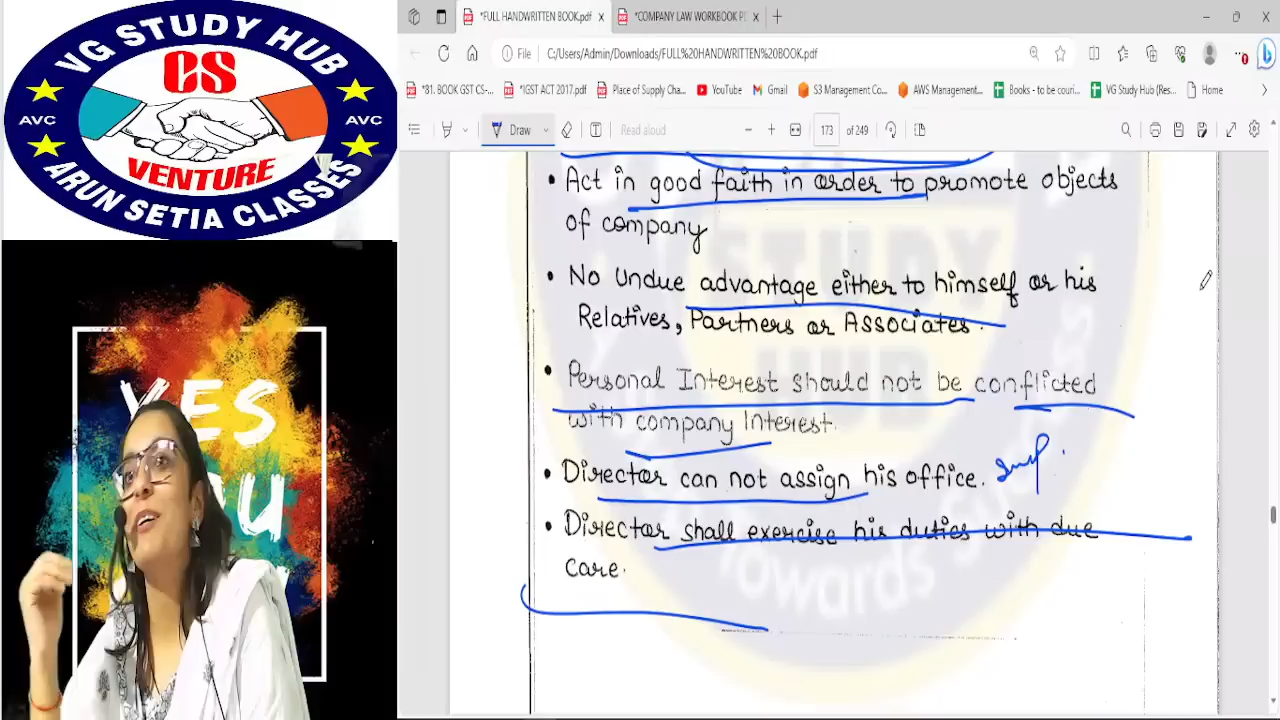 VG STUDY HUB
CS
AVC
AVC
VENTURE
ARUN SETIA CLASSES
YES
*FULL HANDWRITTEN BOOK.pdf
*COMPANY LAW WORKBOOK P
File
C:/Users/Admin/Downloads/FULL%20HANDWRITTEN%20BOOK.pdf
*81. BOOK GST CS-...
*IGST ACT 2017.pdf
Place of Supply Cha...
YouTube
Gmail
S3 Management Co...
AWS Management...
Books - to be couri...
VG Study Hub (Res...
Home
Draw
Read aloud
173
of 249
• Act in good faith in order to promote objects
of company
• No Undue advantage either to himself or his
Relatives, Partners or Associates.
• Personal Interest should not be conflicted
with company Interest.
• Director can not assign his office.
• Director shall exercise his duties with due
care.